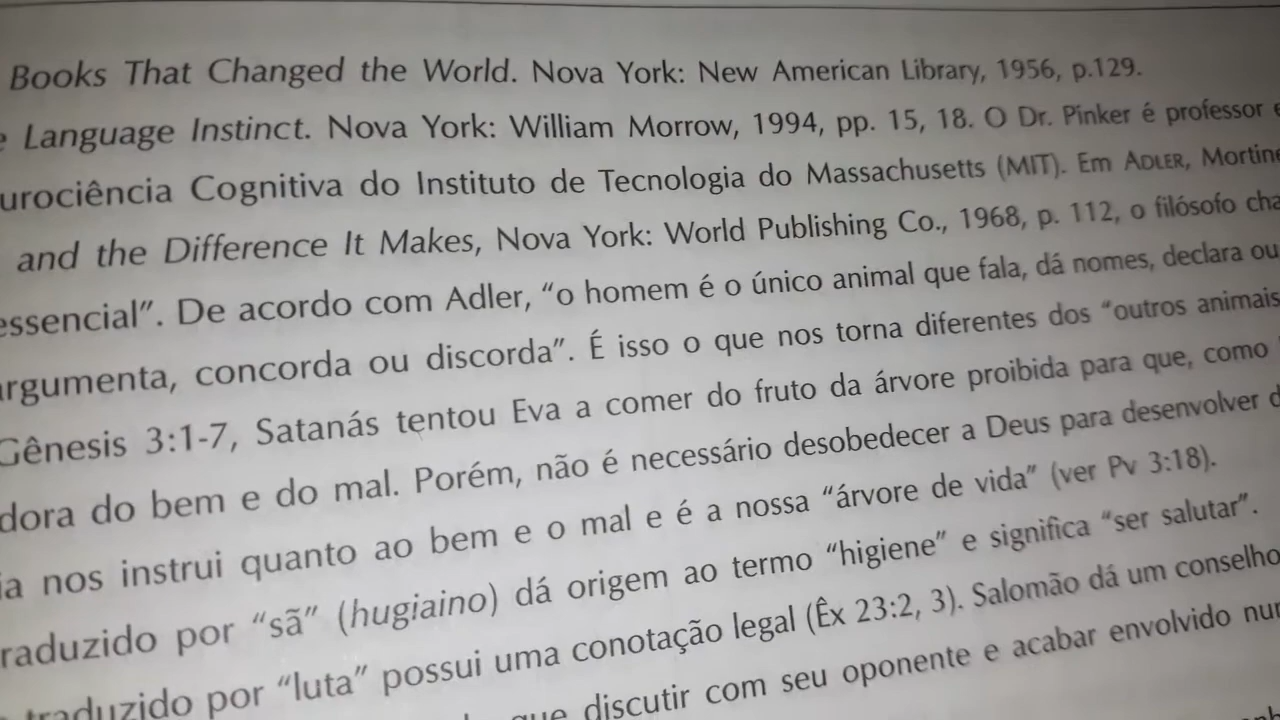 Books That Changed the World. Nova York: New American Library, 1956, p.129.
Language Instinct. Nova York: William Morrow, 1994, pp. 15, 18. O Dr. Pinker é professor
urociência Cognitiva do Instituto de Tecnologia do Massachusetts (MIT). Em ADLER, Mortime
and the Difference It Makes, Nova York: World Publishing Co., 1968, p. 112, o filósofo cha
essencial”. De acordo com Adler, “o homem é o único animal que fala, dá nomes, declara ou
argumenta, concorda ou discorda”. É isso o que nos torna diferentes dos “outros animais
Gênesis 3:1-7, Satanás tentou Eva a comer do fruto da árvore proibida para que, como
dora do bem e do mal. Porém, não é necessário desobedecer a Deus para desenvolver d
ia nos instrui quanto ao bem e o mal e é a nossa “árvore de vida” (ver Pv 3:18).
raduzido por “sã” (hugiaino) dá origem ao termo “higiene” e significa “ser salutar”.
traduzido por “luta” possui uma conotação legal (Êx 23:2, 3). Salomão dá um conselho
que discutir com seu oponente e acabar envolvido num